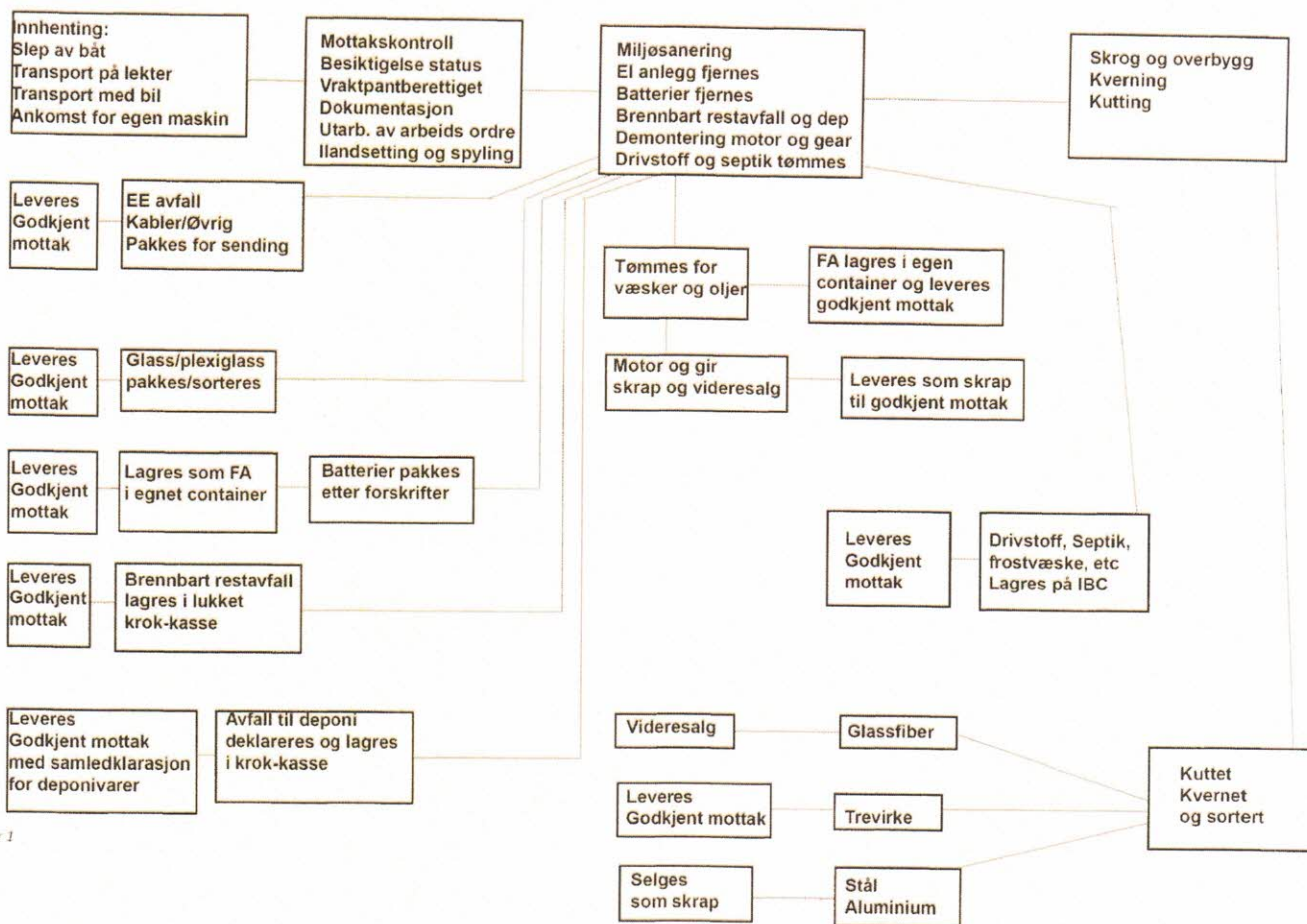 Innhenting:
Slep av båt
Transport på lekter
Transport med bil
Ankomst for egen maskin
Mottakskontroll
Besiktigelse status
Vraktpantberettiget
Dokumentasjon
Utarb. av arbeids ordre
Ilandsetting og spyling
Miljøsanering
El anlegg fjernes
Batterier fjernes
Brennbart restavfall og dep
Demontering motor og gear
Drivstoff og septik tømmes
Skrog og overbygg
Kverning
Kutting
Leveres
Godkjent
mottak
EE avfall
Kabler/Øvrig
Pakkes for sending
Tømmes for
væsker og oljer
FA lagres i egen
container og leveres
godkjent mottak
Leveres
Godkjent
mottak
Glass/plexiglass
pakkes/sorteres
Motor og gir
skrap og videresalg
Leveres som skrap
til godkjent mottak
Leveres
Godkjent
mottak
Lagres som FA
i egnet container
Batterier pakkes
etter forskrifter
Leveres
Godkjent
mottak
Drivstoff, Septik,
frostvæske, etc
Lagres på IBC
Leveres
Godkjent
mottak
Brennbart restavfall
lagres i lukket
krok-kasse
Leveres
Godkjent mottak
med samledklarasjon
for deponivarer
Avfall til deponi
deklareres og lagres
i krok-kasse
Videresalg
Glassfiber
Kuttet
Kvernet
og sortert
Leveres
Godkjent mottak
Trevirke
Selges
som skrap
Stål
Aluminium
1